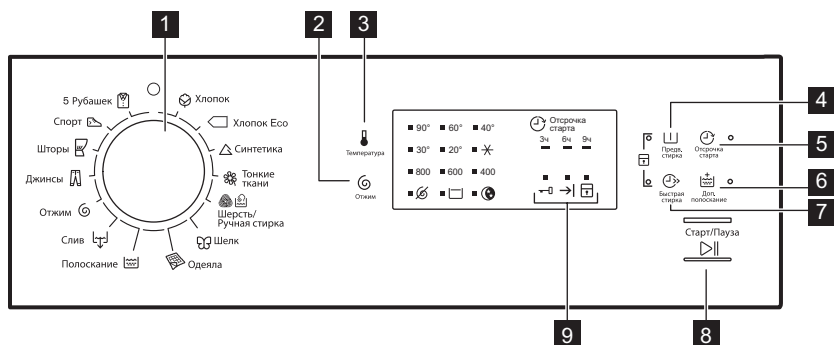 1
2
3
5 Рубашек
Спорт
Шторы
Джинсы
Отжим
Слив
Полоскание
Хлопок
Хлопок Eco
Синтетика
Тонкие
ткани
Шерсть/
Ручная стирка
Шелк
Одеяла
Температура
Отжим
90° 60° 40°
30° 20°
800 600 400
Отсрочка
старта
3ч 6ч 9ч
Предв.
стирка
Отсрочка
старта
Быстрая
стирка
Доп.
полоскание
Старт/Пауза
4
5
6
7
8
9